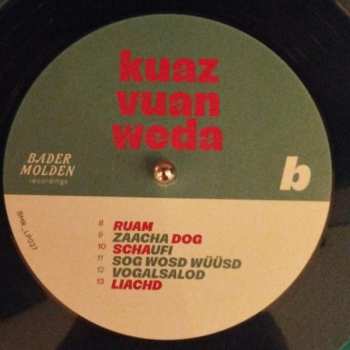 kuaz
vuan
weda
BADER
MOLDEN
recordings
b
BMR_LP027
8 RUAM
9 ZAACHA DOG
10 SCHAUFI
11 SOG WOSD WÜÜSD
12 VOGALSALOD
13 LIACHD